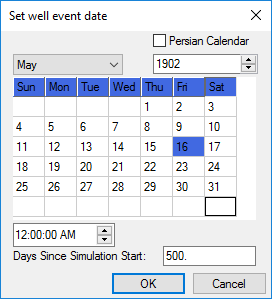 Set well event date
Persian Calendar
May 1902
Sun Mon Tue Wed Thu Fri Sat
1 2 3
4 5 6 7 8 9 10
11 12 13 14 15 16 17
18 19 20 21 22 23 24
25 26 27 28 29 30 31
12:00:00 AM
Days Since Simulation Start: 500.
OK Cancel